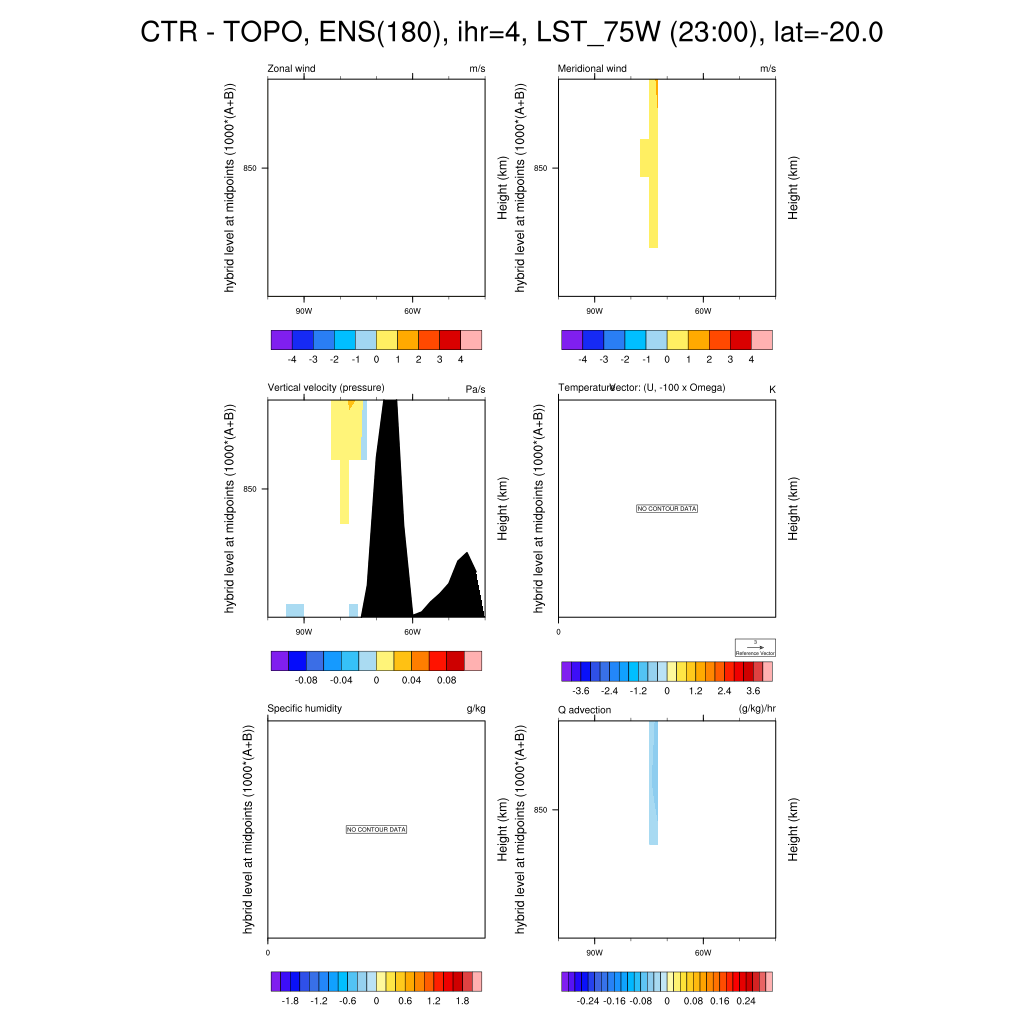 CTR - TOPO, ENS(180), ihr=4, LST_75W (23:00), lat=-20.0
Zonal wind m/s
hybrid level at midpoints (1000*(A+B))
850
Height (km)
90W 60W
-4 -3 -2 -1 0 1 2 3 4
Meridional wind m/s
hybrid level at midpoints (1000*(A+B))
850
Height (km)
90W 60W
-4 -3 -2 -1 0 1 2 3 4
Vertical velocity (pressure) Pa/s
hybrid level at midpoints (1000*(A+B))
850
Height (km)
90W 60W
-0.08 -0.04 0 0.04 0.08
Temperature Vector: (U, -100 x Omega) K
hybrid level at midpoints (1000*(A+B))
NO CONTOUR DATA
Height (km)
0
3
Reference Vector
-3.6 -2.4 -1.2 0 1.2 2.4 3.6
Specific humidity g/kg
hybrid level at midpoints (1000*(A+B))
NO CONTOUR DATA
Height (km)
0
-1.8 -1.2 -0.6 0 0.6 1.2 1.8
Q advection (g/kg)/hr
hybrid level at midpoints (1000*(A+B))
850
Height (km)
90W 60W
-0.24 -0.16 -0.08 0 0.08 0.16 0.24